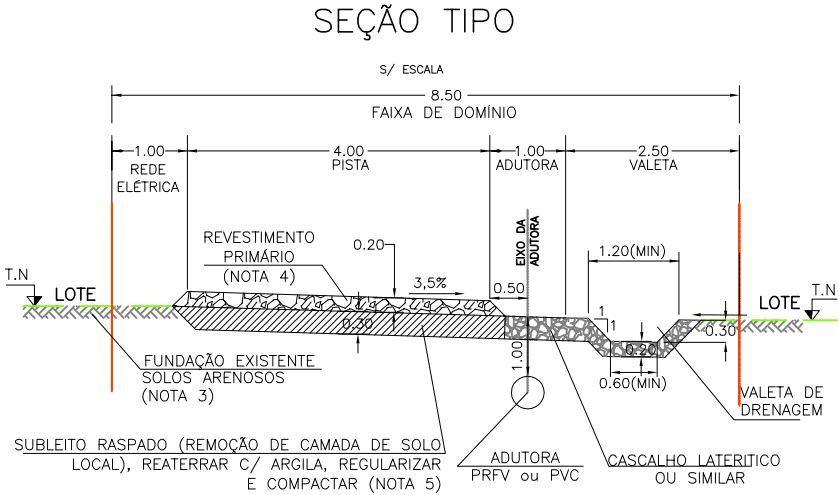 SEÇÃO TIPO
S/ ESCALA
8.50
FAIXA DE DOMÍNIO
1.00
REDE
ELÉTRICA
4.00
PISTA
1.00
ADUTORA
2.50
VALETA
REVESTIMENTO
PRIMÁRIO
(NOTA 4)
0.20
3,5%
EIXO DA
ADUTORA
0.50
1.20(MIN)
T.N
LOTE
LOTE
T.N
0.30
1
1
0.30
1.00
0.20
0.60(MIN)
FUNDAÇÃO EXISTENTE
SOLOS ARENOSOS
(NOTA 3)
VALETA DE
DRENAGEM
SUBLEITO RASPADO (REMOÇÃO DE CAMADA DE SOLO
LOCAL), REATERRAR C/ ARGILA, REGULARIZAR
E COMPACTAR (NOTA 5)
ADUTORA
PRFV ou PVC
CASCALHO LATERITICO
OU SIMILAR